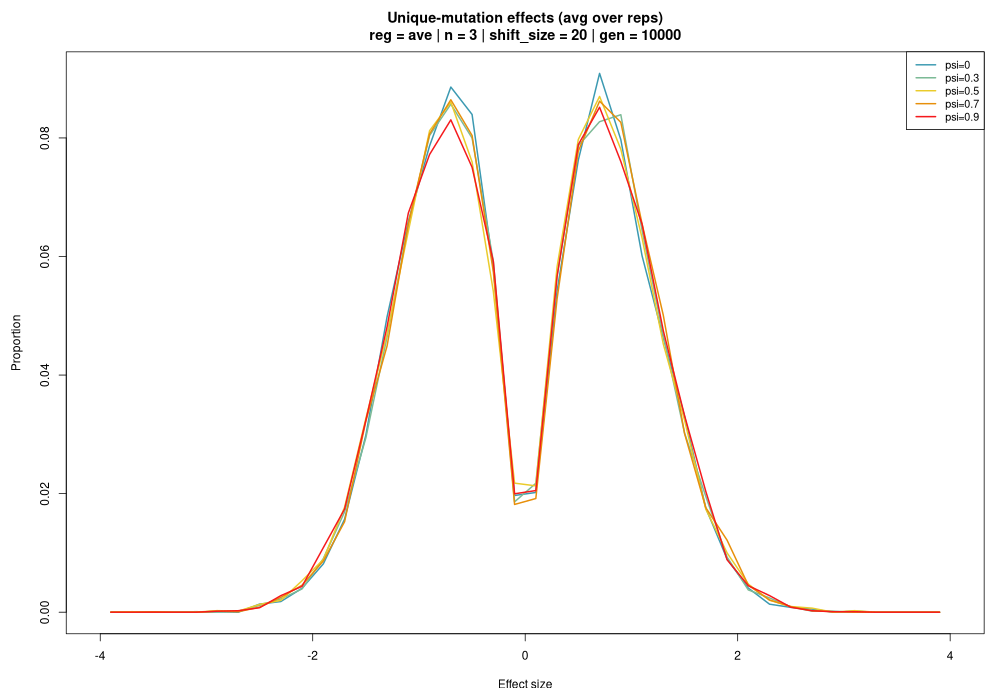 Unique-mutation effects (avg over reps)
reg = ave | n = 3 | shift_size = 20 | gen = 10000
psi=0
psi=0.3
psi=0.5
psi=0.7
psi=0.9
Proportion
0.08
0.06
0.04
0.02
0.00
-4
-2
0
2
4
Effect size